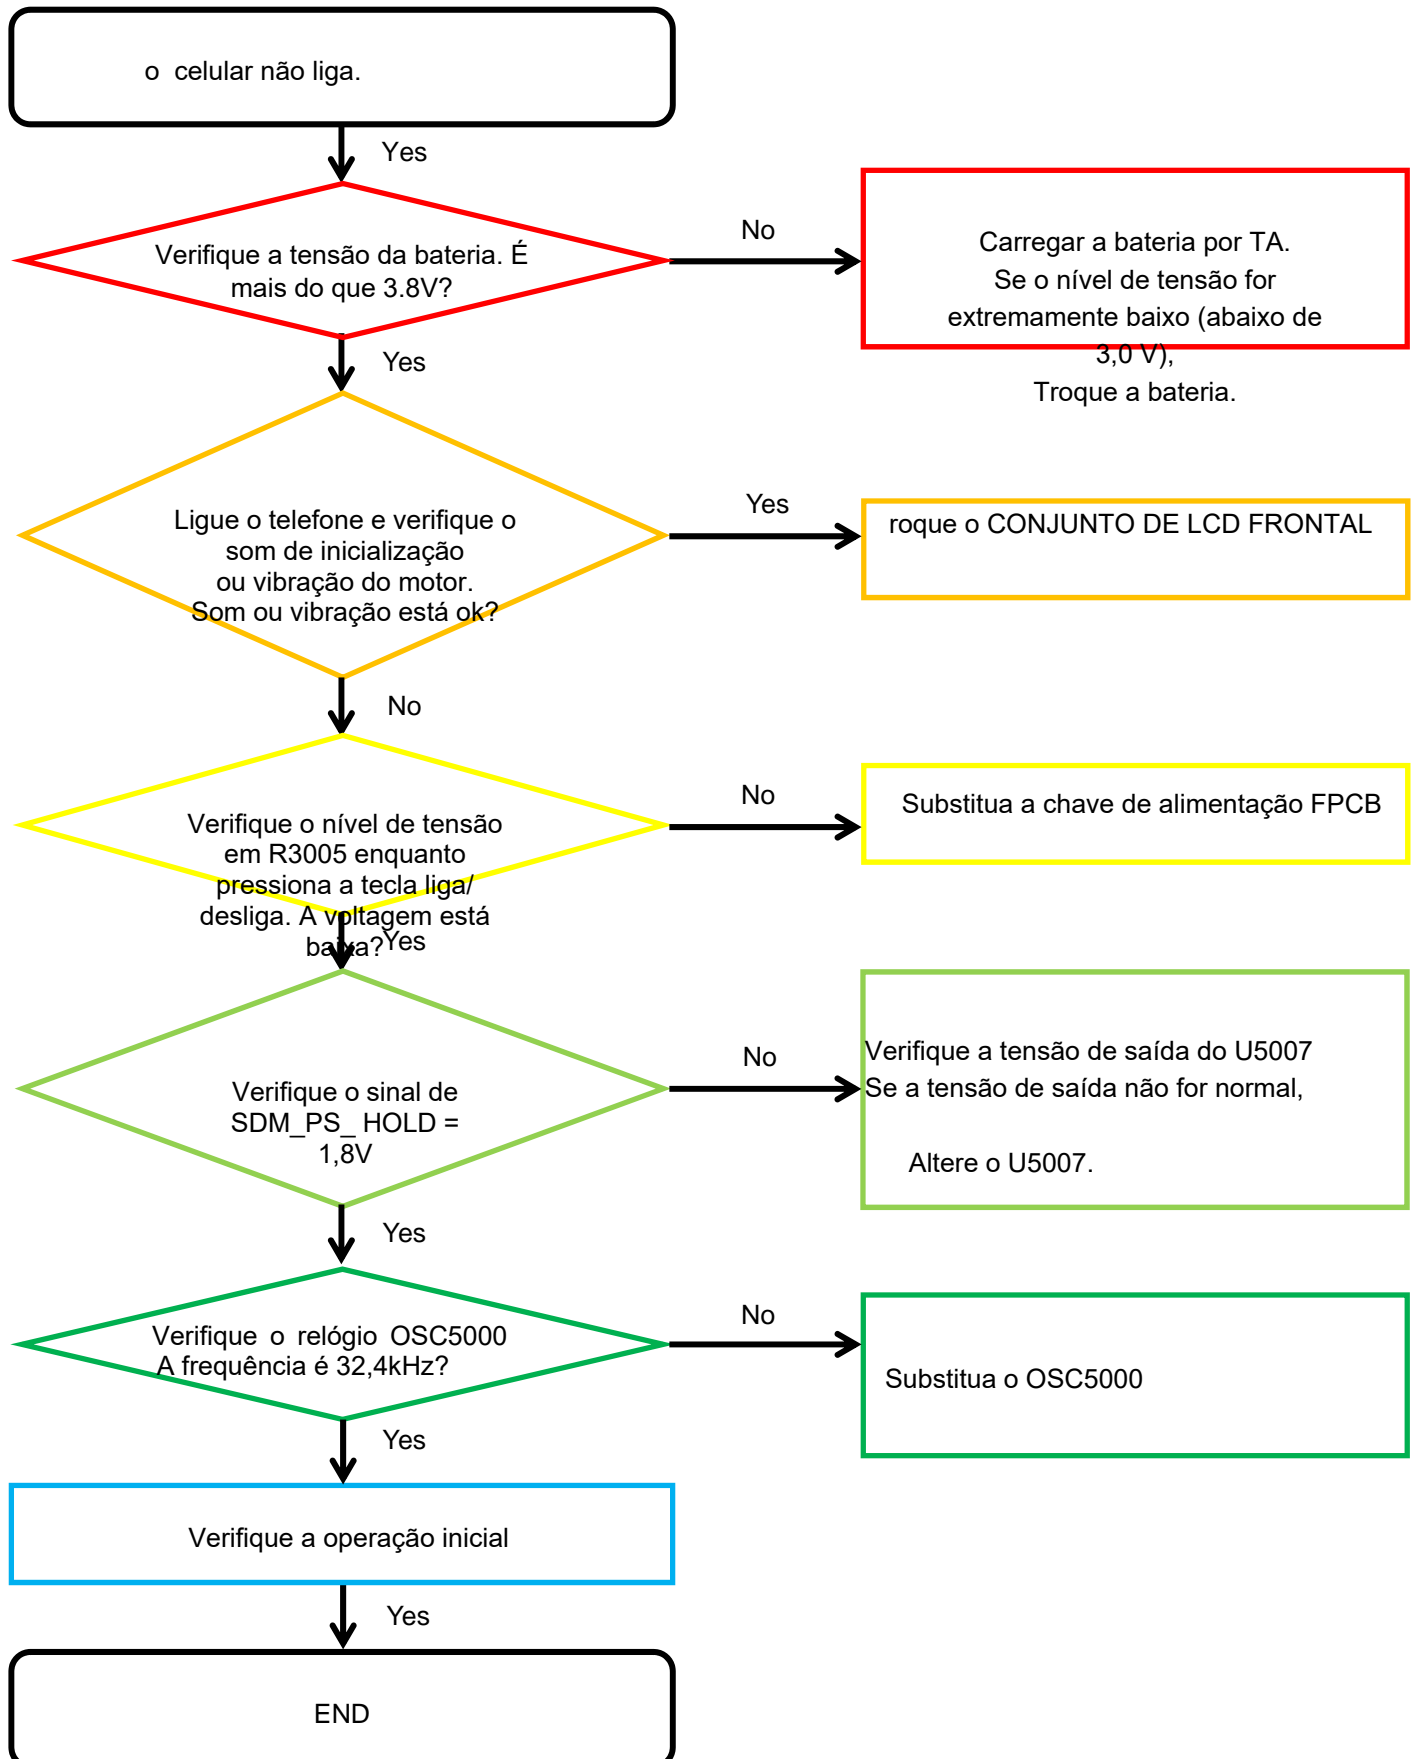 o celular não liga.
Yes
Verifique a tensão da bateria. É
mais do que 3.8V?
No
Carregar a bateria por TA.
Se o nível de tensão for
extremamente baixo (abaixo de
3,0 V),
Troque a bateria.
Yes
Ligue o telefone e verifique o
som de inicialização
ou vibração do motor.
Som ou vibração está ok?
Yes
roque o CONJUNTO DE LCD FRONTAL
No
Verifique o nível de tensão
em R3005 enquanto
pressiona a tecla liga/
desliga. A voltagem está
baixa?
No
Substitua a chave de alimentação FPCB
Yes
Verifique o sinal de
SDM_PS_ HOLD =
1,8V
No
Verifique a tensão de saída do U5007
Se a tensão de saída não for normal,
Altere o U5007.
Yes
Verifique o relógio OSC5000
A frequência é 32,4kHz?
No
Substitua o OSC5000
Yes
Verifique a operação inicial
Yes
END